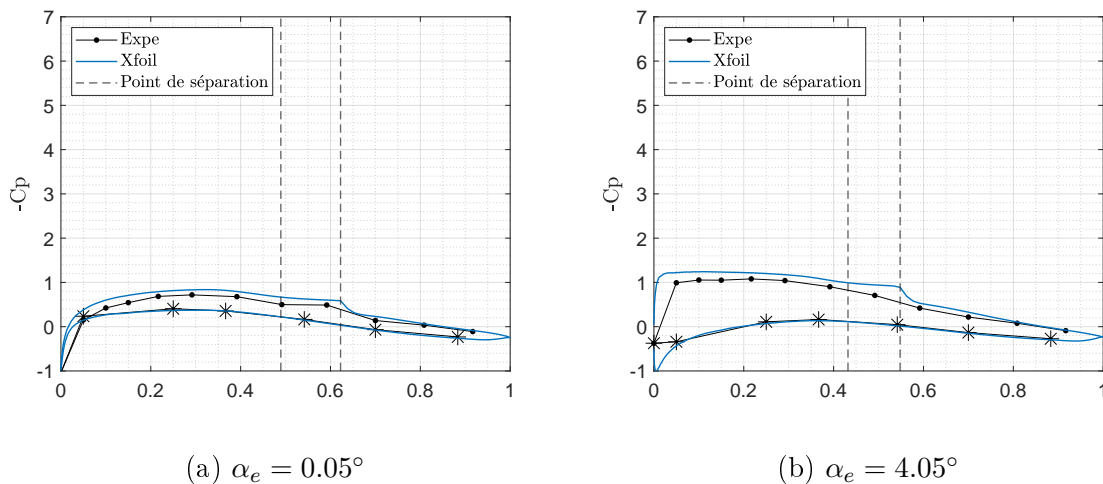 7
6
5
4
3
2
1
0
-1
-Cp
0 0.2 0.4 0.6 0.8 1
Expe
Xfoil
Point de séparation
(a) αₑ = 0.05°
7
6
5
4
3
2
1
0
-1
-Cp
0 0.2 0.4 0.6 0.8 1
Expe
Xfoil
Point de séparation
(b) αₑ = 4.05°